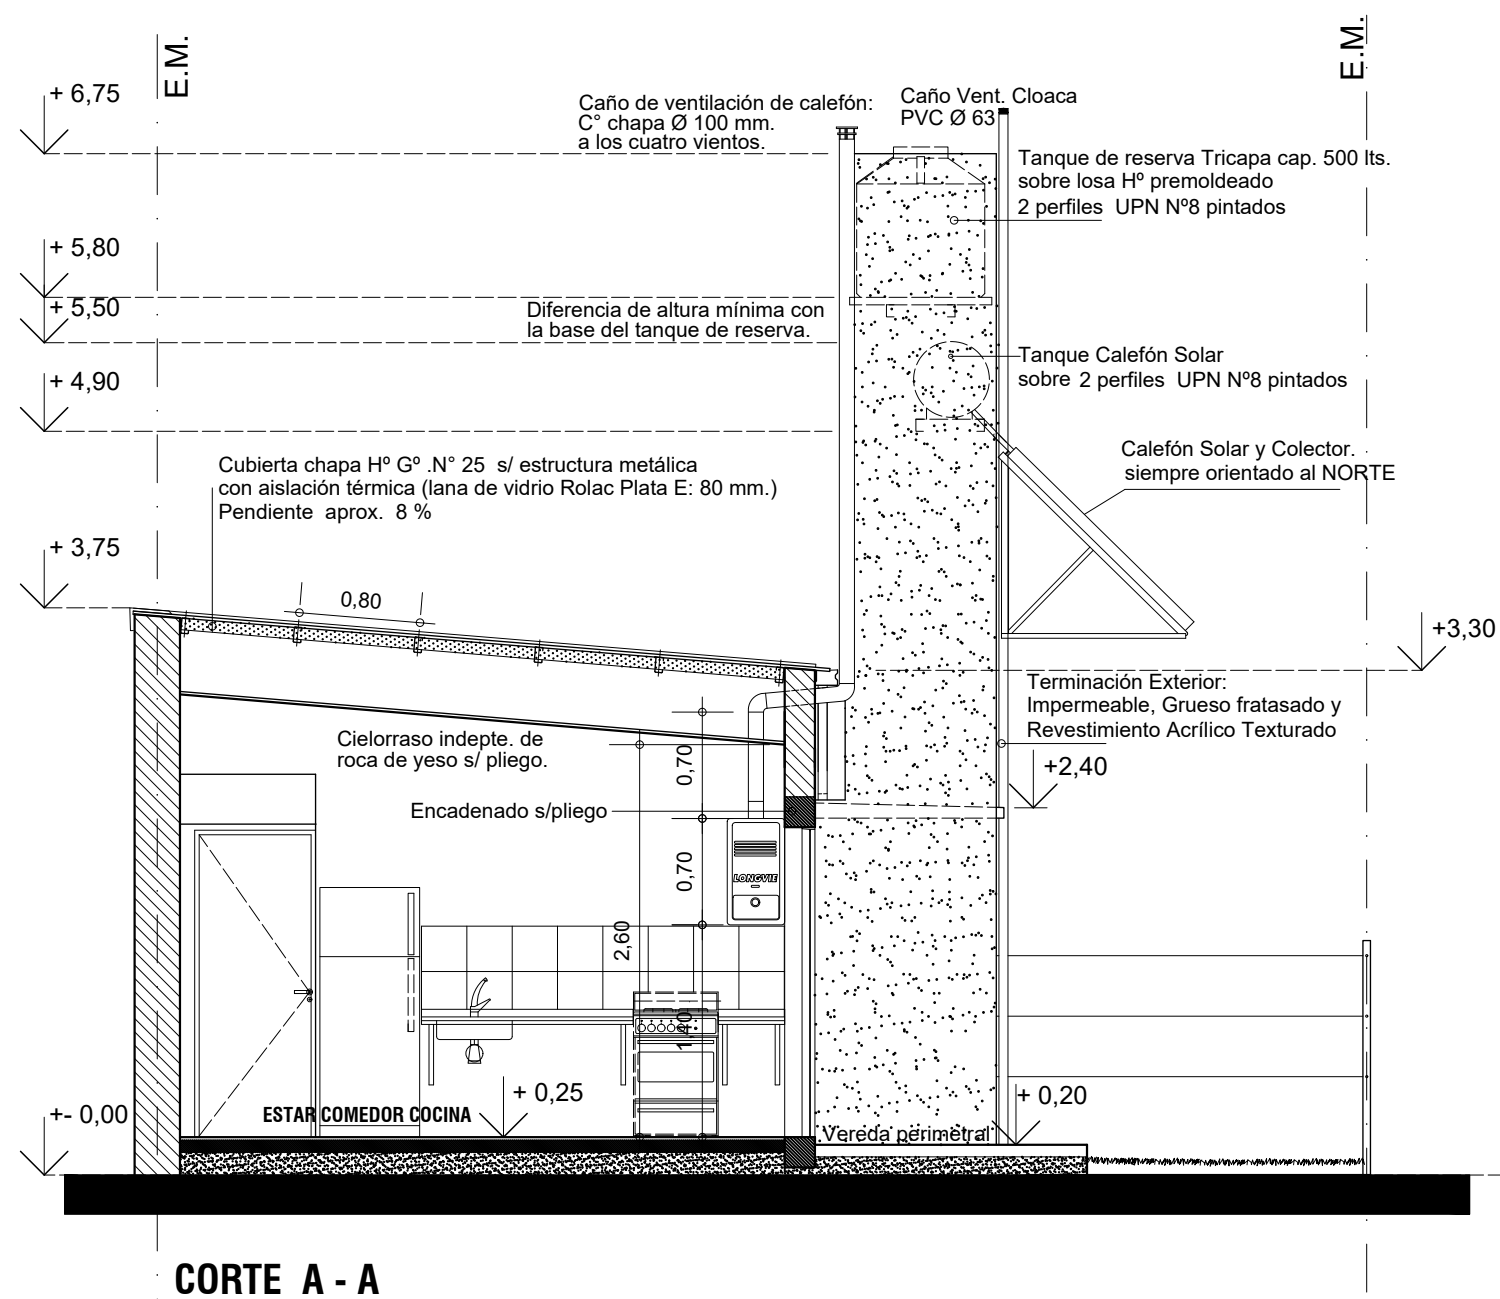 E.M.
E.M.
+ 6,75
Caño de ventilación de calefón:
C° chapa Ø 100 mm.
a los cuatro vientos.
Caño Vent. Cloaca
PVC Ø 63
Tanque de reserva Tricapa cap. 500 lts.
sobre losa Hº premoldeado
2 perfiles UPN Nº8 pintados
+ 5,80
+ 5,50
Diferencia de altura mínima con
la base del tanque de reserva.
Tanque Calefón Solar
sobre 2 perfiles UPN Nº8 pintados
+ 4,90
Calefón Solar y Colector.
siempre orientado al NORTE
Cubierta chapa Hº Gº .N° 25 s/ estructura metálica
con aislación térmica (lana de vidrio Rolac Plata E: 80 mm.)
Pendiente aprox. 8 %
+ 3,75
0,80
+3,30
Terminación Exterior:
Impermeable, Grueso fratasado y
Revestimiento Acrílico Texturado
Cielorraso indepte. de
roca de yeso s/ pliego.
0,70
+2,40
Encadenado s/pliego
0,70
LONGVIE
2,60
1,40
+ 0,25
+ 0,20
+- 0,00
ESTAR COMEDOR COCINA
Vereda perimetral
CORTE A - A